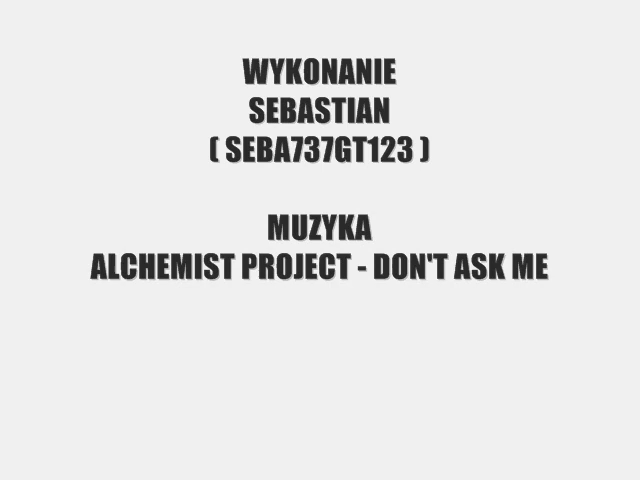 WYKONANIE
SEBASTIAN
( SEBA737GT123 )
MUZYKA
ALCHEMIST PROJECT - DON'T ASK ME